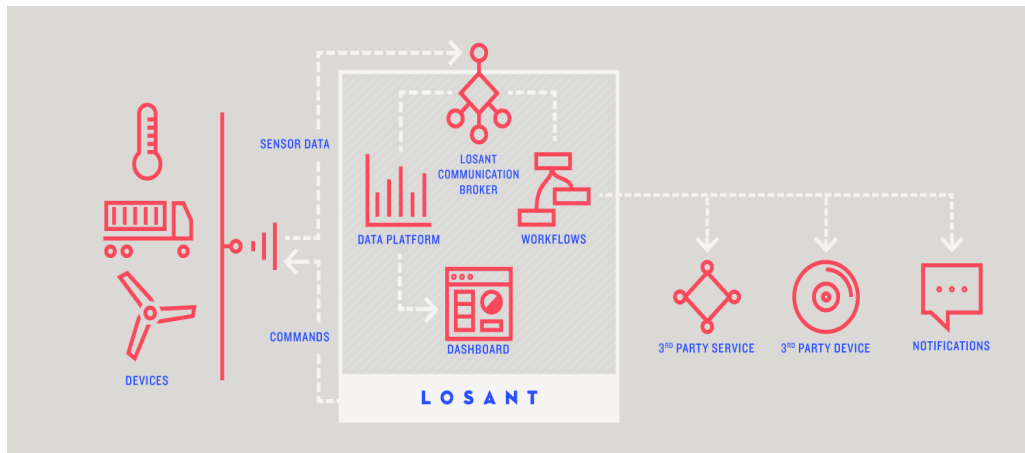 SENSOR DATA
LOSANT
COMMUNICATION
BROKER
DATA PLATFORM
WORKFLOWS
COMMANDS
DASHBOARD
3RD PARTY SERVICE
3RD PARTY DEVICE
NOTIFICATIONS
DEVICES
LOSANT